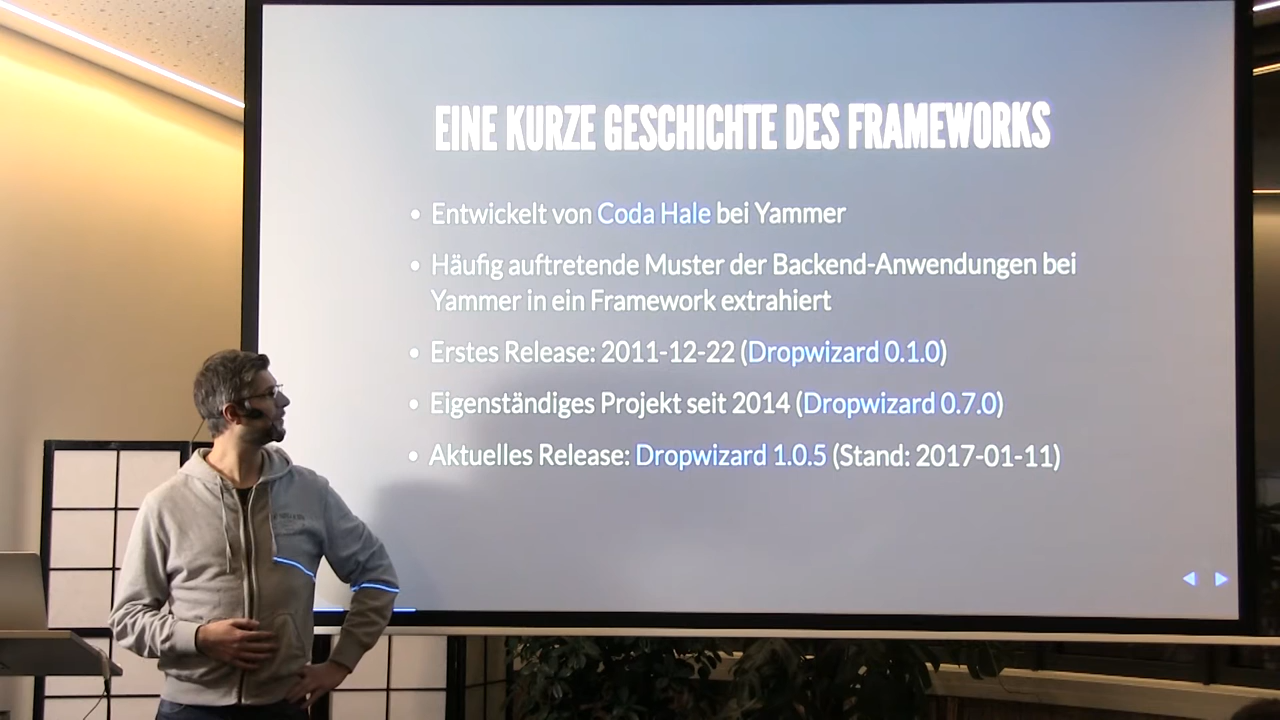 EINE KURZE GESCHICHTE DES FRAMEWORKS
• Entwickelt von Coda Hale bei Yammer
• Häufig auftretende Muster der Backend-Anwendungen bei
Yammer in ein Framework extrahiert
• Erstes Release: 2011-12-22 (Dropwizard 0.1.0)
• Eigenständiges Projekt seit 2014 (Dropwizard 0.7.0)
• Aktuelles Release: Dropwizard 1.0.5 (Stand: 2017-01-11)